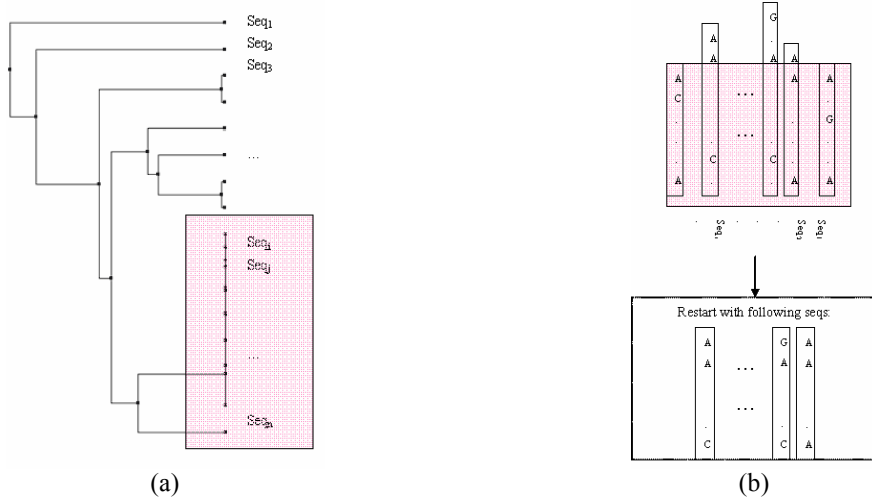 Seq1
Seq2
Seq3
...
Seqi
Seqj
...
Seqn
(a)
G
A .
A A A
A ... A A
C .
. G
. ...
. C C .
A . . A A
. . . .
Restart with following seqs:
A G A
A ... A A
...
. . .
C C A
(b)